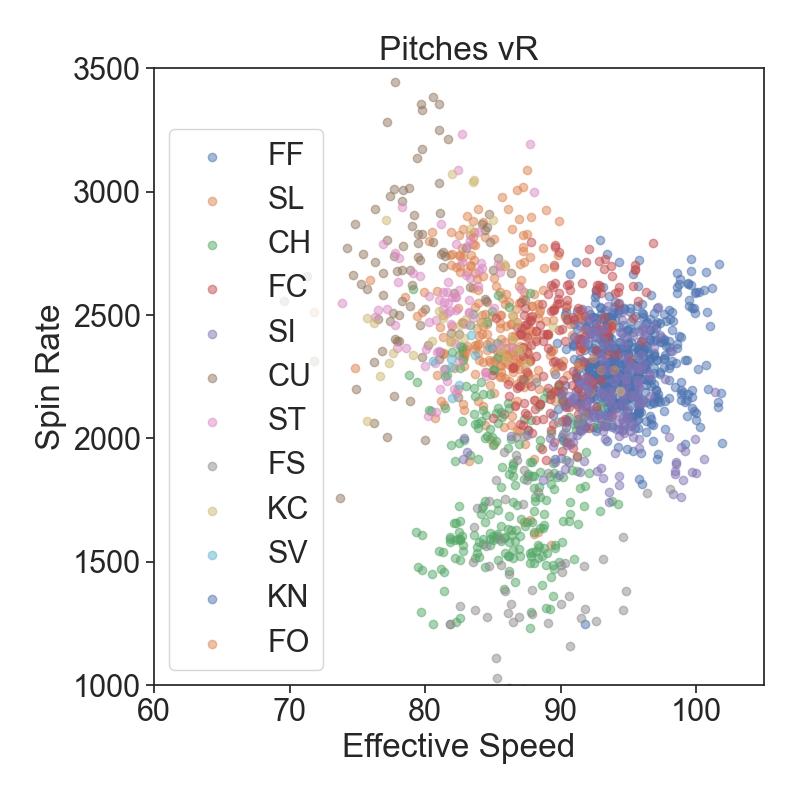 Pitches vR
3500
3000
2500
2000
1500
1000
Spin Rate
FF
SL
CH
FC
SI
CU
ST
FS
KC
SV
KN
FO
60 70 80 90 100
Effective Speed